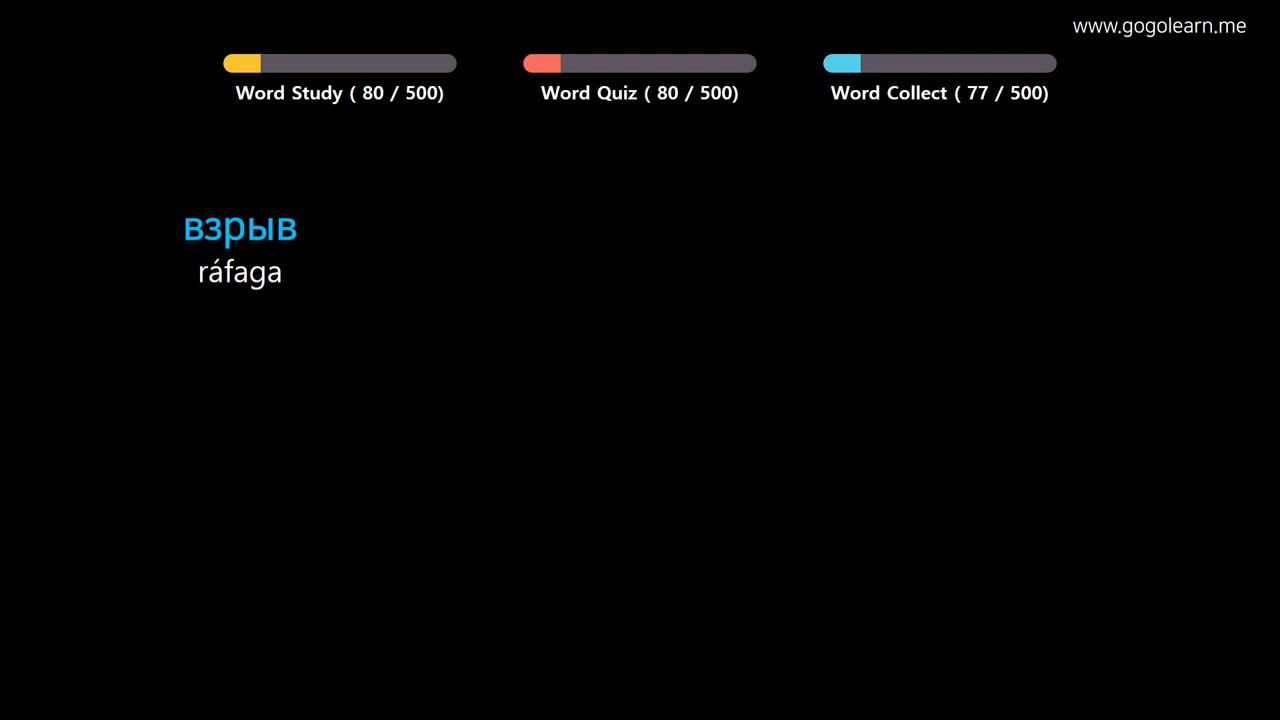 www.gogolearn.me
Word Study ( 80 / 500)
Word Quiz ( 80 / 500)
Word Collect ( 77 / 500)
взрыв
ráfaga